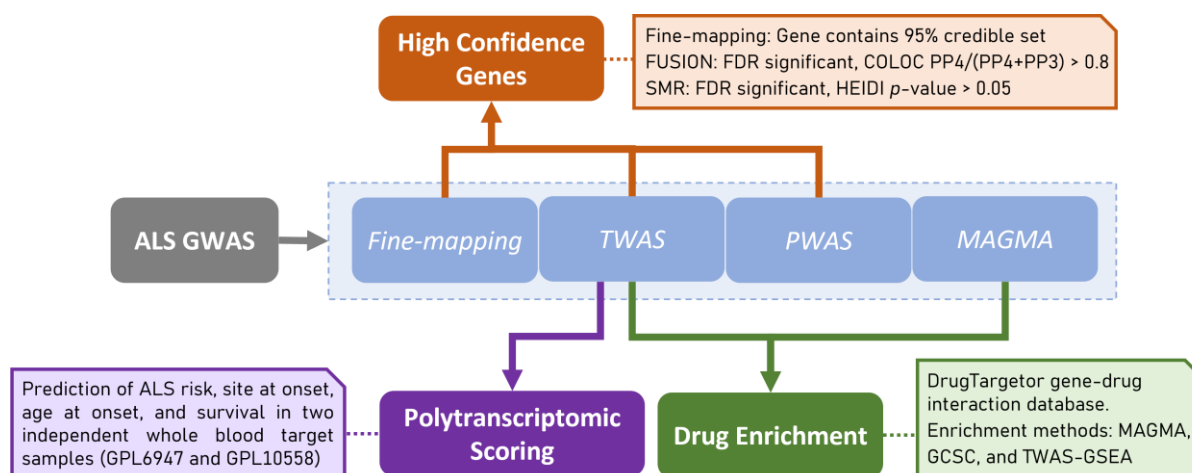 High Confidence
Genes
Fine-mapping: Gene contains 95% credible set
FUSION: FDR significant, COLOC PP4/(PP4+PP3) > 0.8
SMR: FDR significant, HEIDI p-value > 0.05
ALS GWAS
Fine-mapping
TWAS
PWAS
MAGMA
Prediction of ALS risk, site at onset,
age at onset, and survival in two
independent whole blood target
samples (GPL6947 and GPL10558)
Polytranscriptomic
Scoring
Drug Enrichment
DrugTargetor gene-drug
interaction database.
Enrichment methods: MAGMA,
GCSC, and TWAS-GSEA